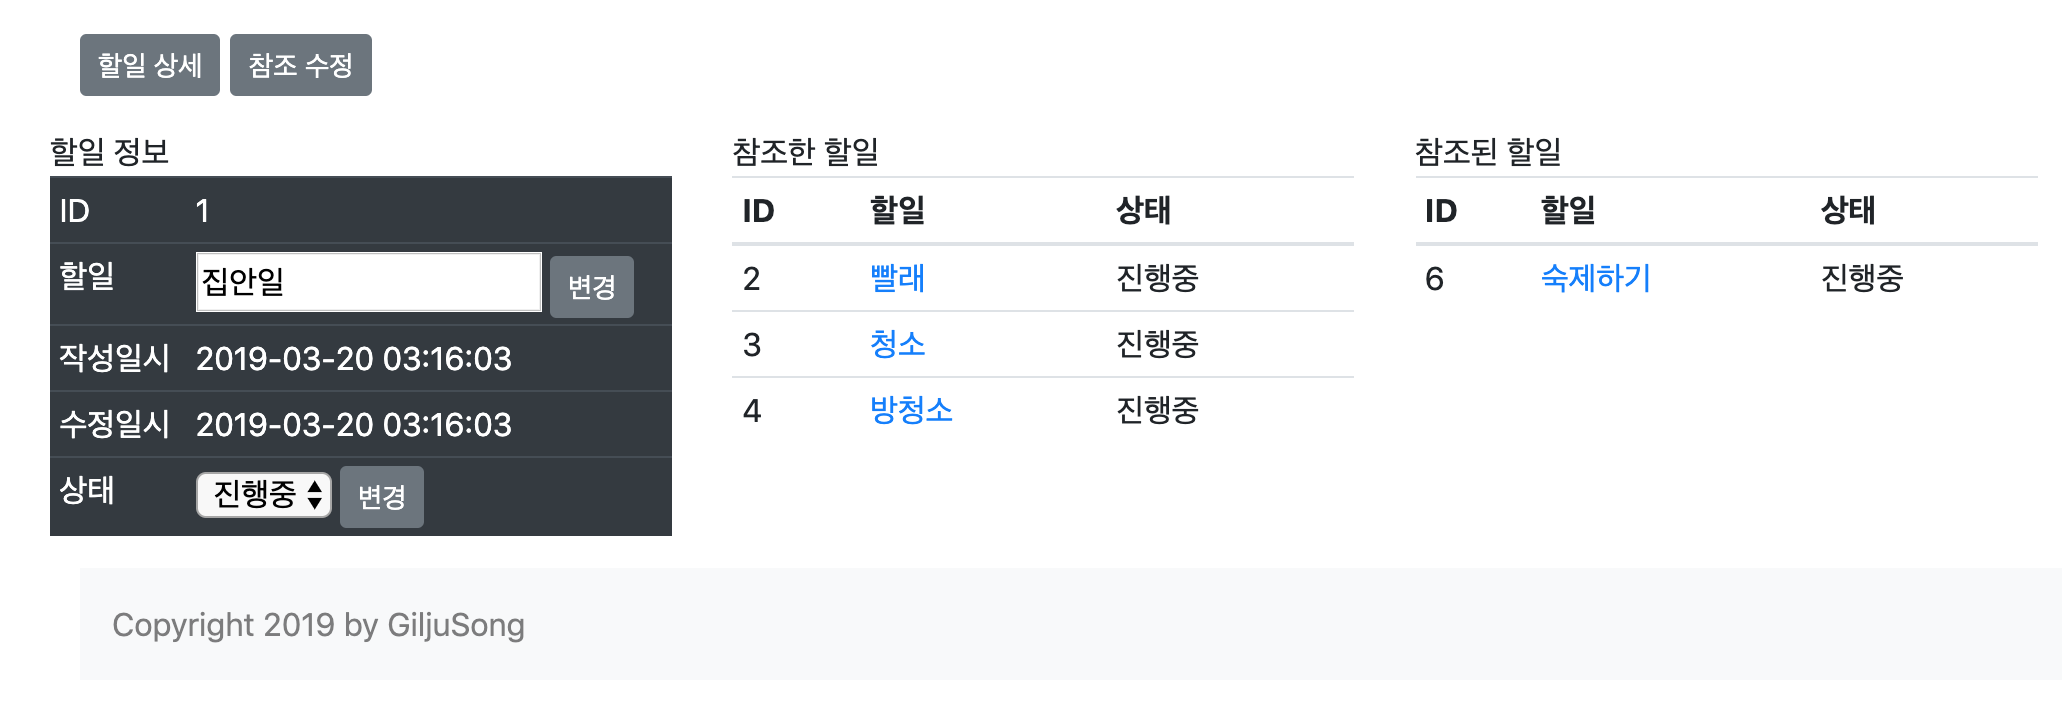 할일 상세 참조 수정
할일 정보
ID 1
할일 집안일 변경
작성일시 2019-03-20 03:16:03
수정일시 2019-03-20 03:16:03
상태 진행중 변경
참조한 할일
ID 할일 상태
2 빨래 진행중
3 청소 진행중
4 방청소 진행중
참조된 할일
ID 할일 상태
6 숙제하기 진행중
Copyright 2019 by GiljuSong